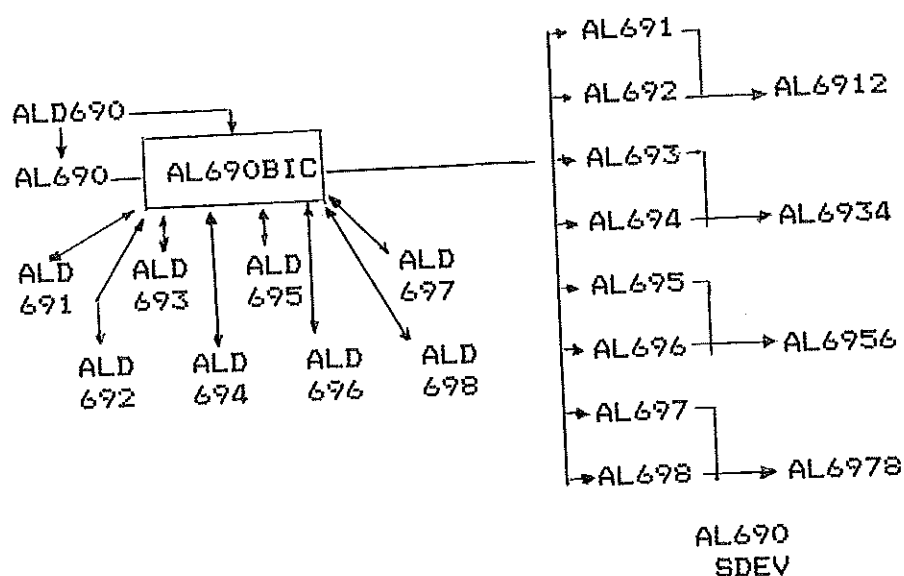 ALD690
AL690
AL690BIC
ALD
691
ALD
693
ALD
695
ALD
697
ALD
692
ALD
694
ALD
696
ALD
698
AL691
AL692
AL6912
AL693
AL694
AL6934
AL695
AL696
AL6956
AL697
AL698
AL6978
AL690
SDEV